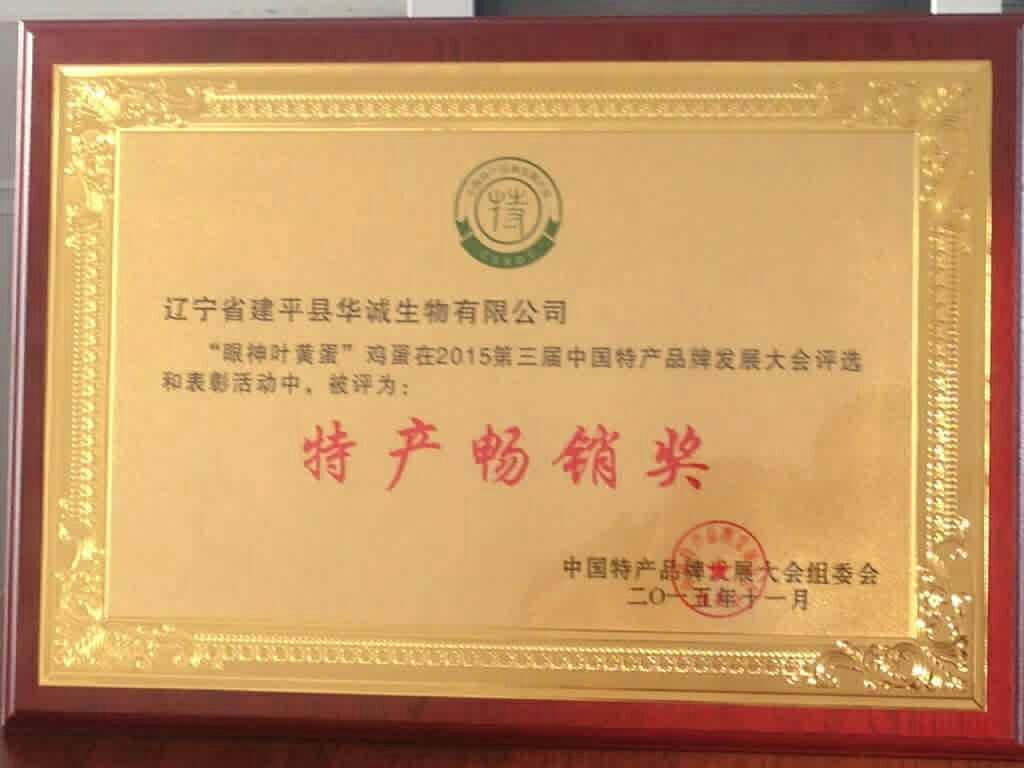 特
辽宁省建平县华诚生物有限公司
“眼神叶黄蛋”鸡蛋在2015第三届中国特产品牌发展大会评选
和表彰活动中，被评为：
特产畅销奖
中国特产品牌发展大会组委会
二〇一五年十一月